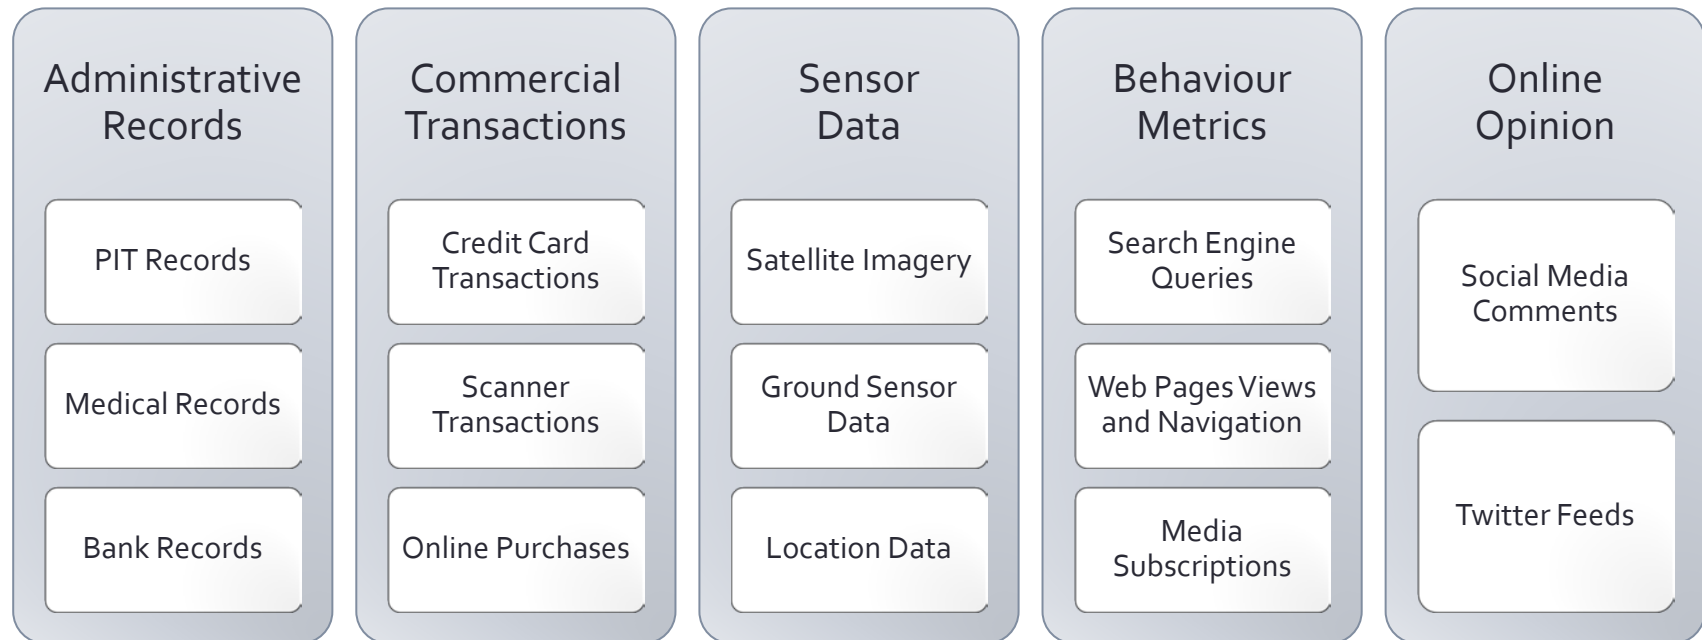 Administrative
Records
PIT Records
Medical Records
Bank Records
Commercial
Transactions
Credit Card
Transactions
Scanner
Transactions
Online Purchases
Sensor
Data
Satellite Imagery
Ground Sensor
Data
Location Data
Behaviour
Metrics
Search Engine
Queries
Web Pages Views
and Navigation
Media
Subscriptions
Online
Opinion
Social Media
Comments
Twitter Feeds